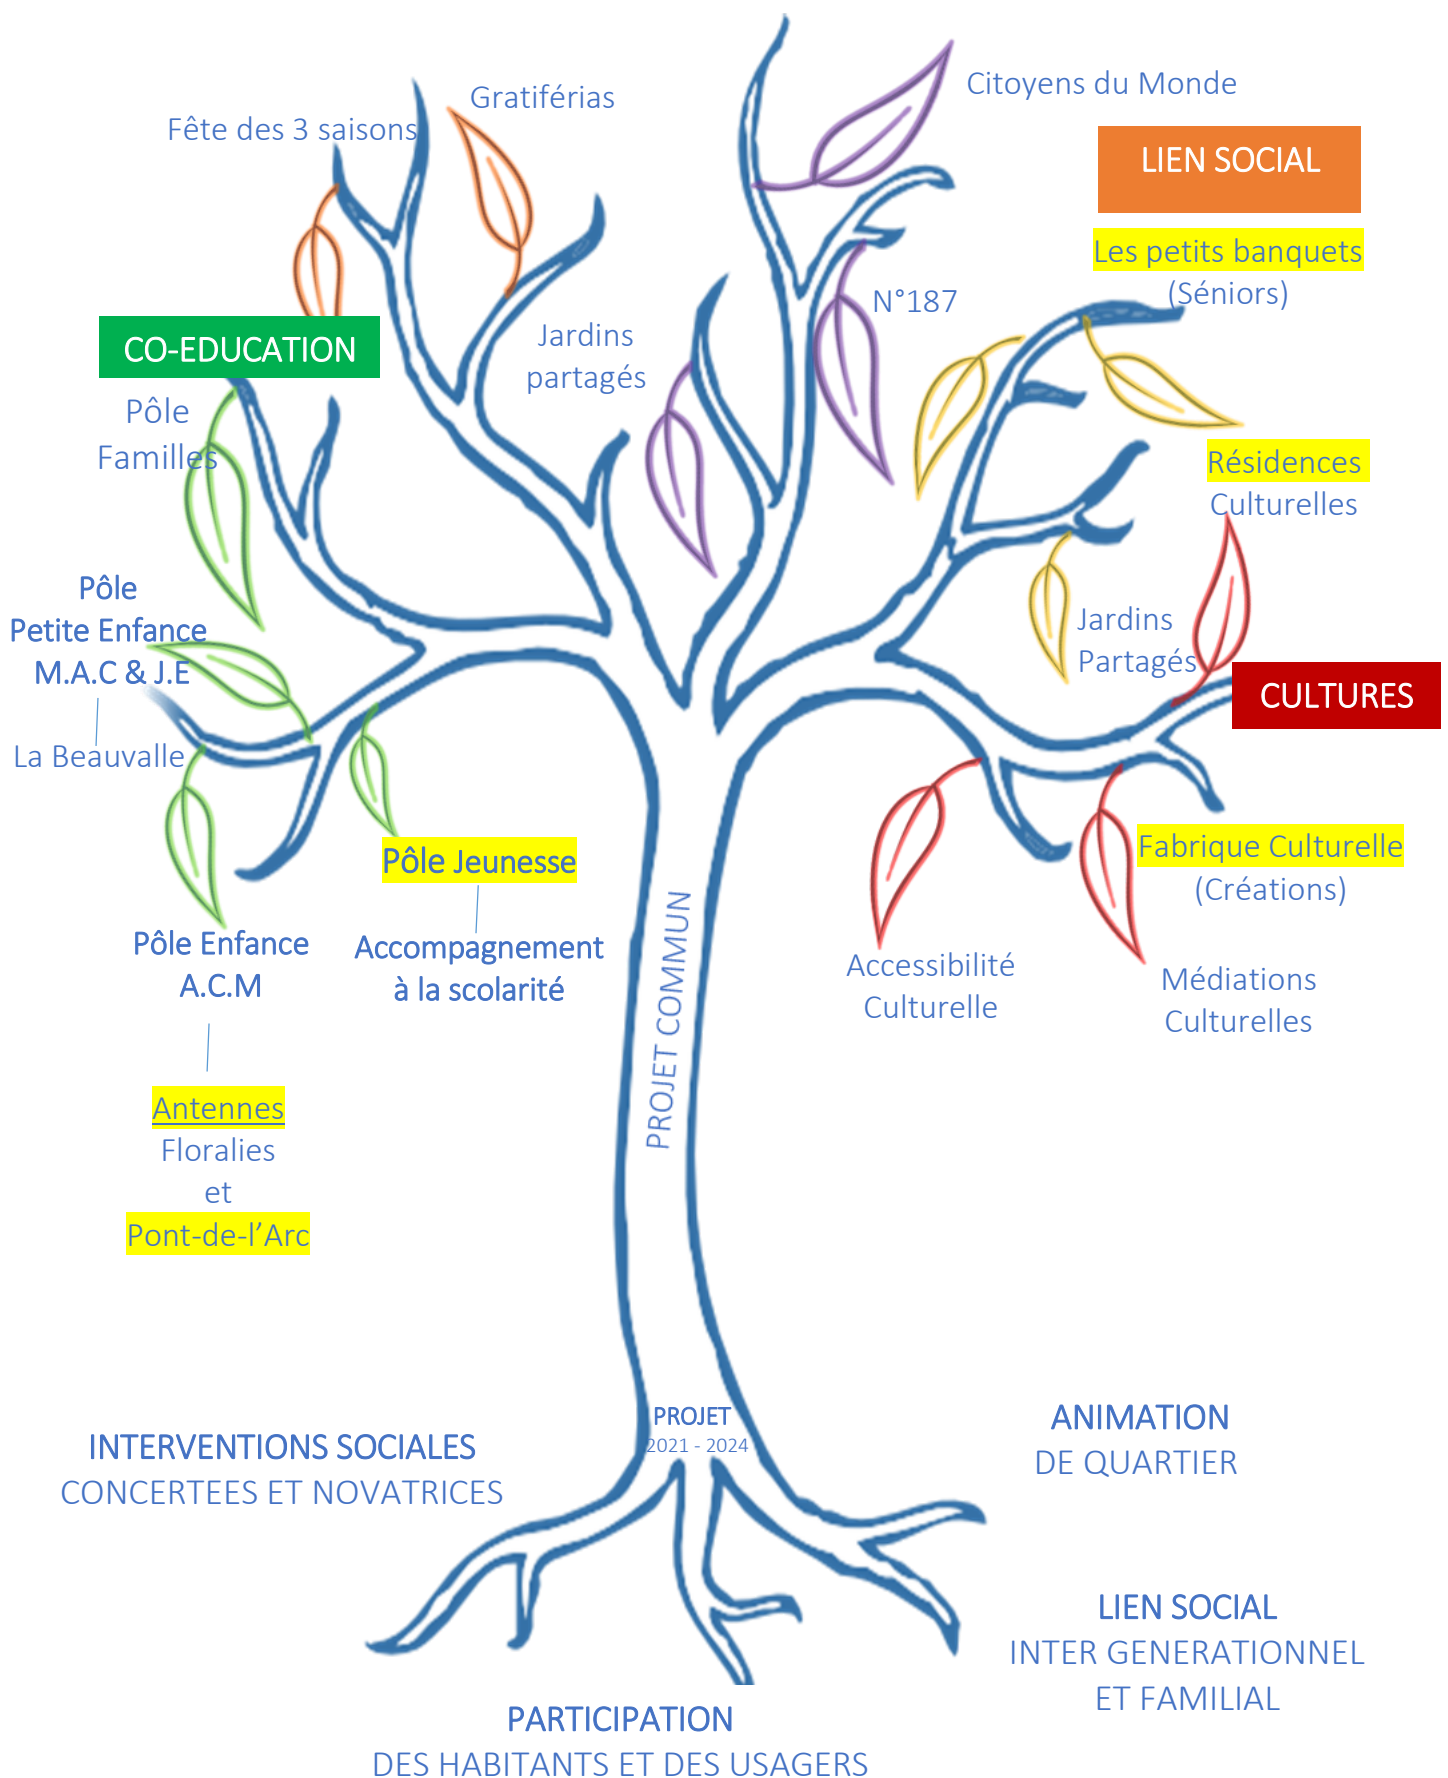 Citoyens du Monde
Gratiférias
Fête des 3 saisons
LIEN SOCIAL
Les petits banquets
(Séniors)
N°187
CO-EDUCATION
Jardins
partagés
Pôle
Familles
Résidences
Culturelles
Pôle
Petite Enfance
M.A.C & J.E
La Beauvalle
Jardins
Partagés
CULTURES
Pôle Jeunesse
Accompagnement
à la scolarité
Fabrique Culturelle
(Créations)
Pôle Enfance
A.C.M
Accessibilité
Culturelle
Médiations
Culturelles
PROJET COMMUN
Antennes
Floralies
et
Pont-de-l’Arc
PROJET
2021 - 2024
INTERVENTIONS SOCIALES
CONCERTEES ET NOVATRICES
ANIMATION
DE QUARTIER
LIEN SOCIAL
INTER GENERATIONNEL
ET FAMILIAL
PARTICIPATION
DES HABITANTS ET DES USAGERS